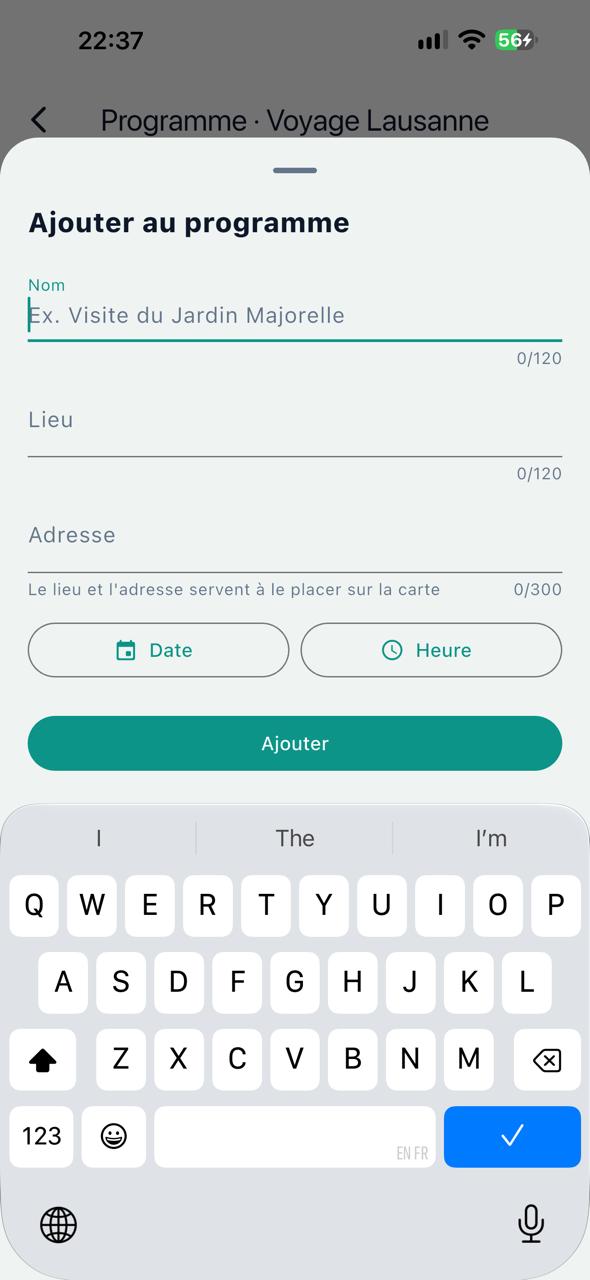 22:37
56
Programme · Voyage Lausanne
Ajouter au programme
Nom
Ex. Visite du Jardin Majorelle
0/120
Lieu
0/120
Adresse
Le lieu et l'adresse servent à le placer sur la carte 0/300
Date Heure
Ajouter
I The I’m
Q W E R T Y U I O P
A S D F G H J K L
Z X C V B N M
123 EN FR